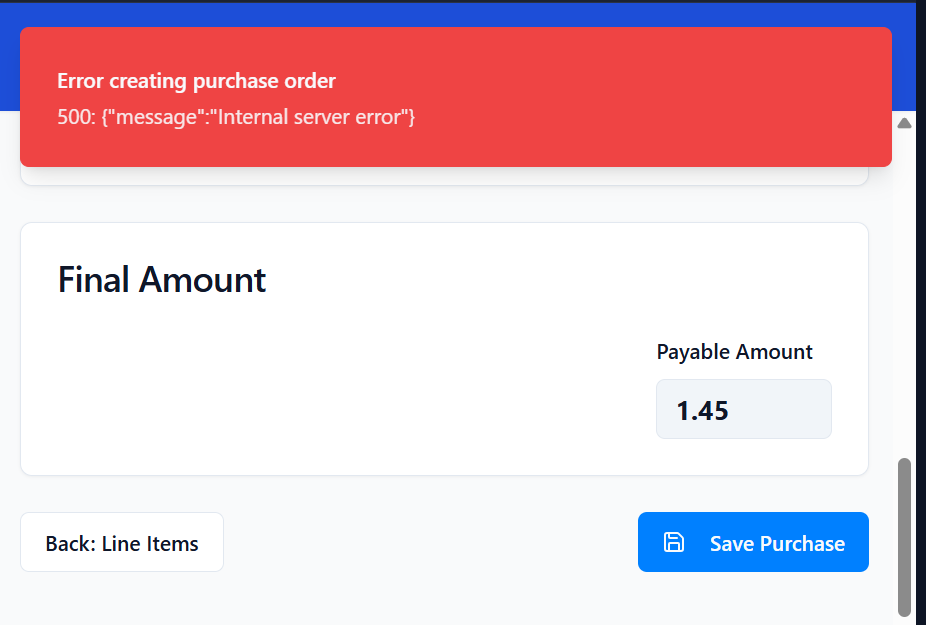 Error creating purchase order
500: {"message":"Internal server error"}
Final Amount
Payable Amount
1.45
Back: Line Items
Save Purchase